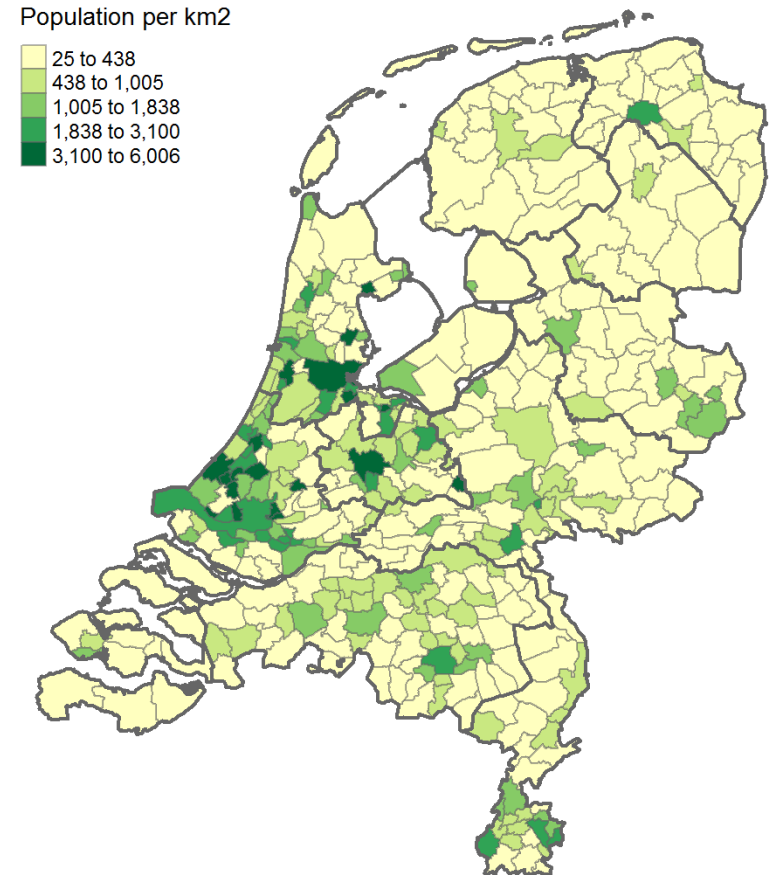 Population per km2
25 to 438
438 to 1,005
1,005 to 1,838
1,838 to 3,100
3,100 to 6,006